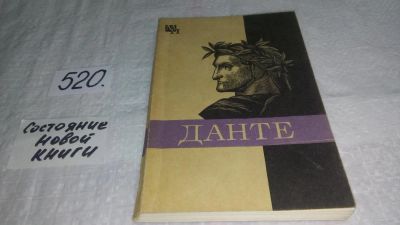 520.
Состояние
новой
книги
ДАНТЕ